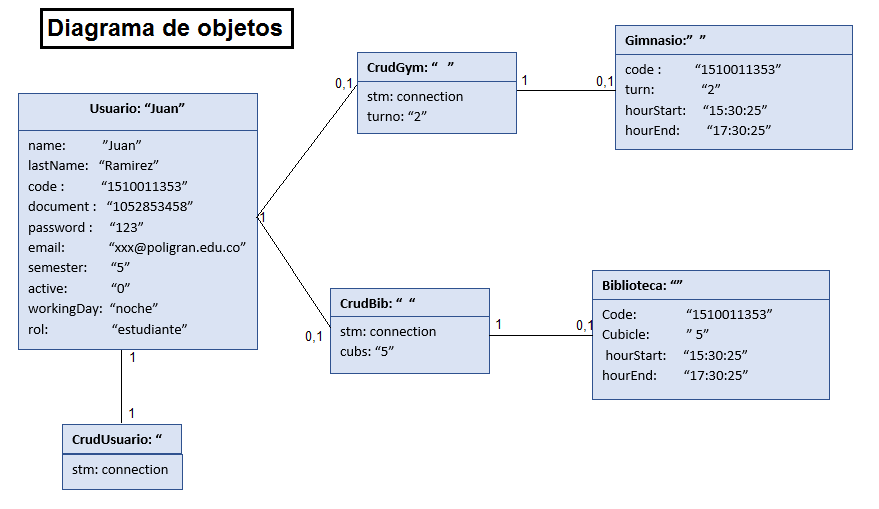 Diagrama de objetos
Usuario: “Juan”
name: ”Juan”
lastName: “Ramirez”
code : “1510011353”
document : “1052853458”
password : “123”
email: “xxx@poligran.edu.co”
semester: “5”
active: “0”
workingDay: “noche”
rol: “estudiante”
1
1
CrudUsuario: “
stm: connection
1
0,1
CrudGym: “ ”
stm: connection
turno: “2”
1
0,1
Gimnasio:” ”
code : “1510011353”
turn: “2”
hourStart: “15:30:25”
hourEnd: “17:30:25”
0,1
CrudBib: “ “
stm: connection
cubs: “5”
1
0,1
Biblioteca: “”
Code: “1510011353”
Cubicle: ” 5”
hourStart: “15:30:25”
hourEnd: “17:30:25”